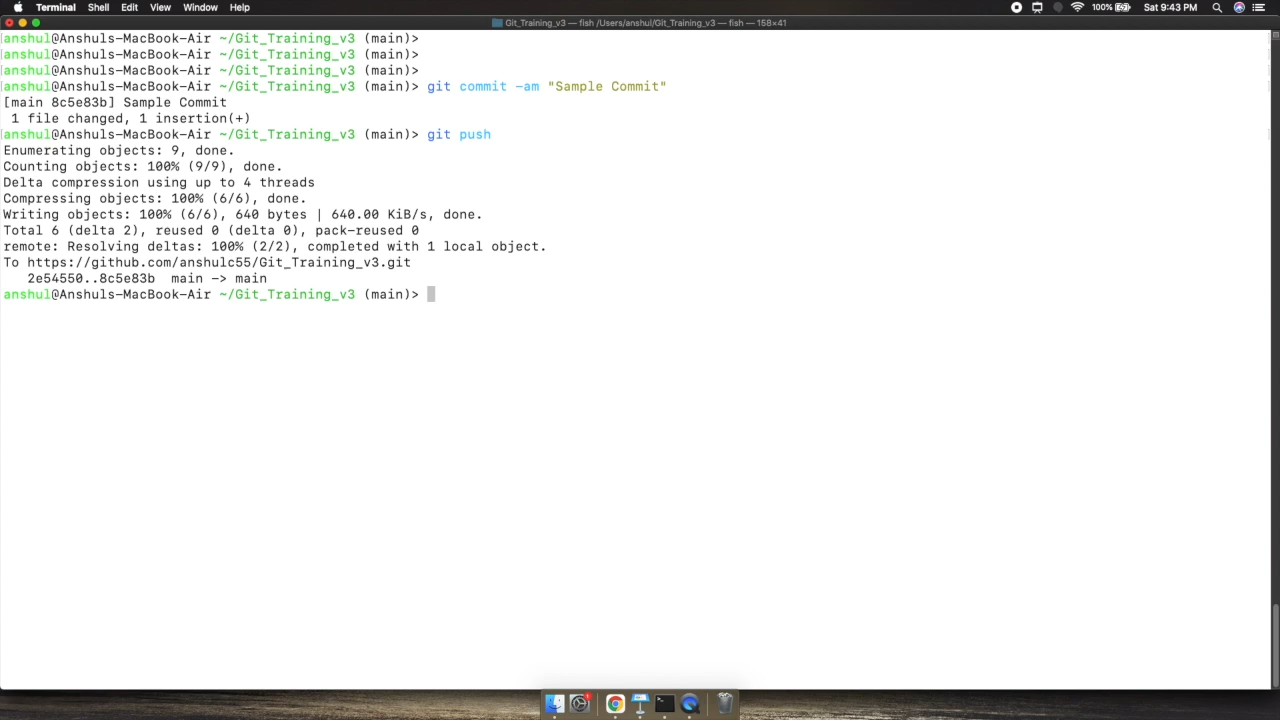 Terminal Shell Edit View Window Help 100% Sat 9:43 PM
Git_Training_v3 — fish /Users/anshul/Git_Training_v3 — fish — 158×41
anshul@Anshuls-MacBook-Air ~/Git_Training_v3 (main)>
anshul@Anshuls-MacBook-Air ~/Git_Training_v3 (main)>
anshul@Anshuls-MacBook-Air ~/Git_Training_v3 (main)>
anshul@Anshuls-MacBook-Air ~/Git_Training_v3 (main)> git commit -am "Sample Commit"
[main 8c5e83b] Sample Commit
 1 file changed, 1 insertion(+)
anshul@Anshuls-MacBook-Air ~/Git_Training_v3 (main)> git push
Enumerating objects: 9, done.
Counting objects: 100% (9/9), done.
Delta compression using up to 4 threads
Compressing objects: 100% (6/6), done.
Writing objects: 100% (6/6), 640 bytes | 640.00 KiB/s, done.
Total 6 (delta 2), reused 0 (delta 0), pack-reused 0
remote: Resolving deltas: 100% (2/2), completed with 1 local object.
To https://github.com/anshulc55/Git_Training_v3.git
   2e54550..8c5e83b  main -> main
anshul@Anshuls-MacBook-Air ~/Git_Training_v3 (main)>